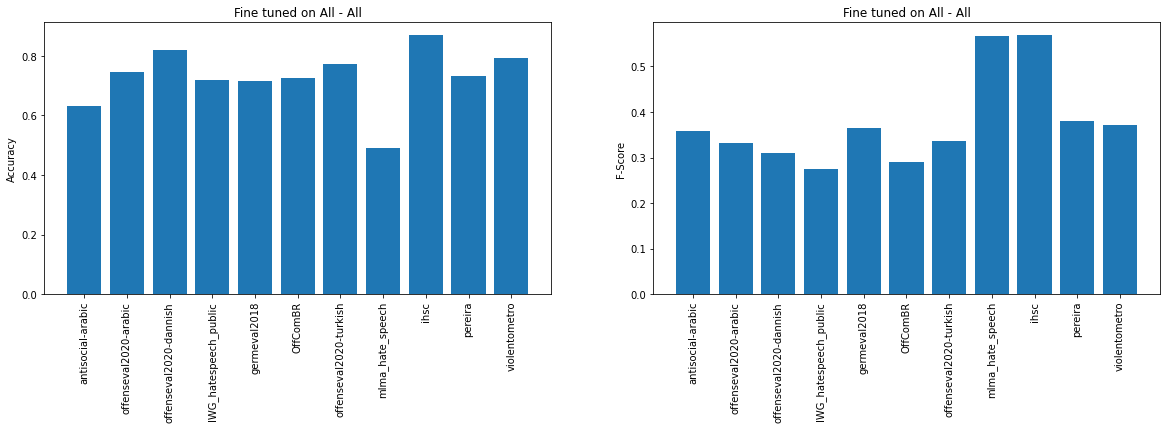 Fine tuned on All - All
Accuracy
0.8
0.6
0.4
0.2
0.0
antisocial-arabic
offenseval2020-arabic
offenseval2020-dannish
IWG_hatespeech_public
germeval2018
OffComBR
offenseval2020-turkish
mlma_hate_speech
ihsc
pereira
violentometro
Fine tuned on All - All
F-Score
0.5
0.4
0.3
0.2
0.1
0.0
antisocial-arabic
offenseval2020-arabic
offenseval2020-dannish
IWG_hatespeech_public
germeval2018
OffComBR
offenseval2020-turkish
mlma_hate_speech
ihsc
pereira
violentometro